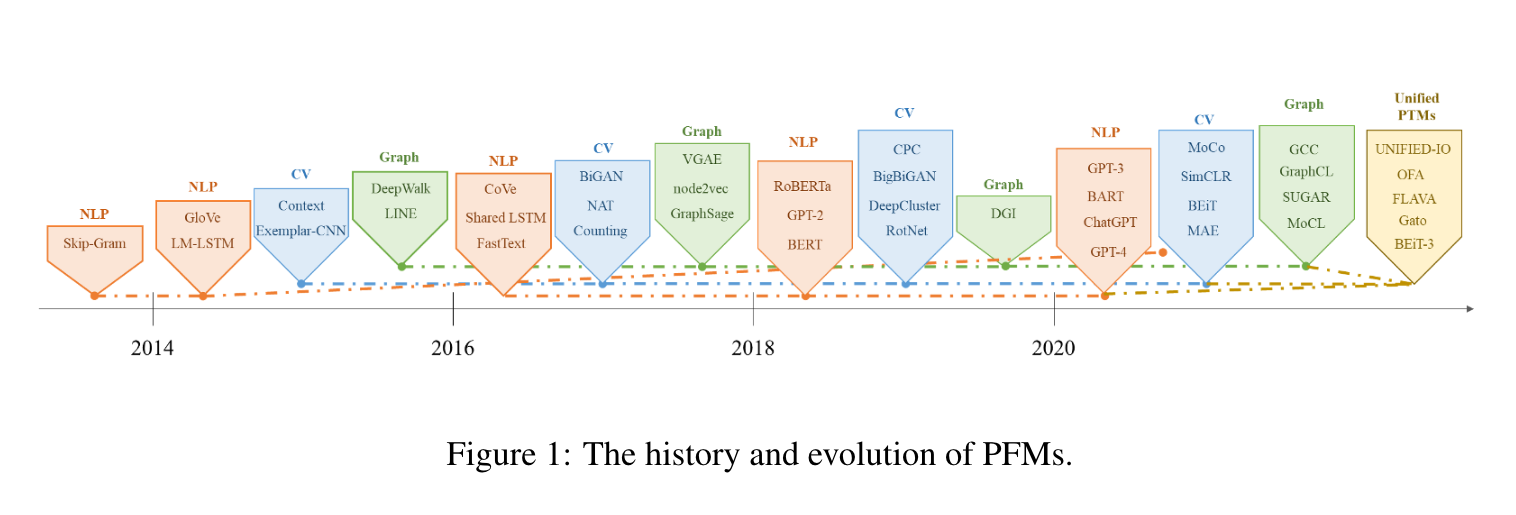 NLP
Skip-Gram
NLP
GloVe
LM-LSTM
CV
Context
Exemplar-CNN
Graph
DeepWalk
LINE
NLP
CoVe
Shared LSTM
FastText
CV
BiGAN
NAT
Counting
Graph
VGAE
node2vec
GraphSage
NLP
RoBERTa
GPT-2
BERT
CV
CPC
BigBiGAN
DeepCluster
RotNet
Graph
DGI
NLP
GPT-3
BART
ChatGPT
GPT-4
CV
MoCo
SimCLR
BEiT
MAE
Graph
GCC
GraphCL
SUGAR
MoCL
Unified
PTMs
UNIFIED-IO
OFA
FLAVA
Gato
BEiT-3
2014
2016
2018
2020
Figure 1: The history and evolution of PFMs.